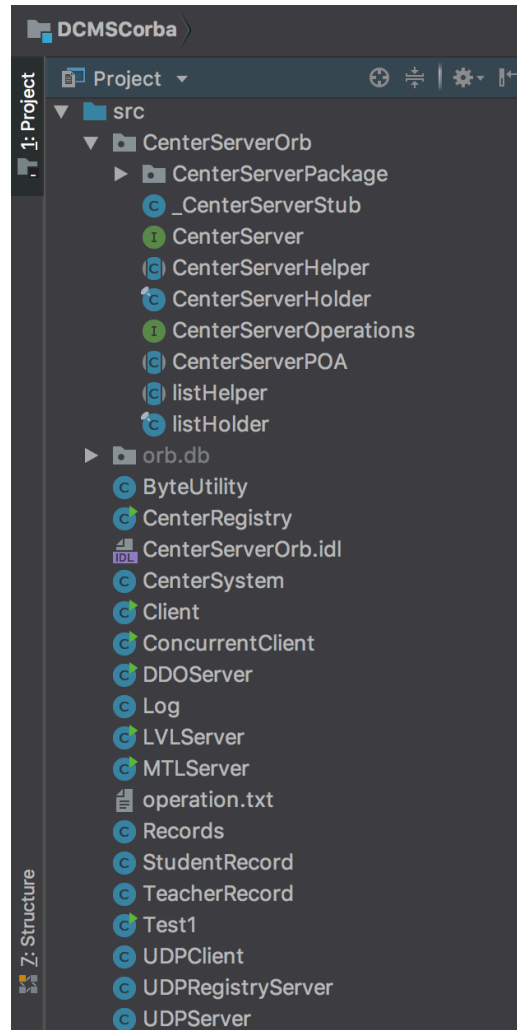 DCMSCorba
1: Project
Project
src
CenterServerOrb
CenterServerPackage
C _CenterServerStub
I CenterServer
C CenterServerHelper
C CenterServerHolder
I CenterServerOperations
C CenterServerPOA
C listHelper
C listHolder
orb.db
C ByteUtility
C CenterRegistry
IDL CenterServerOrb.idl
C CenterSystem
C Client
C ConcurrentClient
C DDOServer
C Log
C LVLServer
C MTLServer
operation.txt
C Records
C StudentRecord
C TeacherRecord
C Test1
C UDPClient
C UDPRegistryServer
C UDPServer
Z: Structure